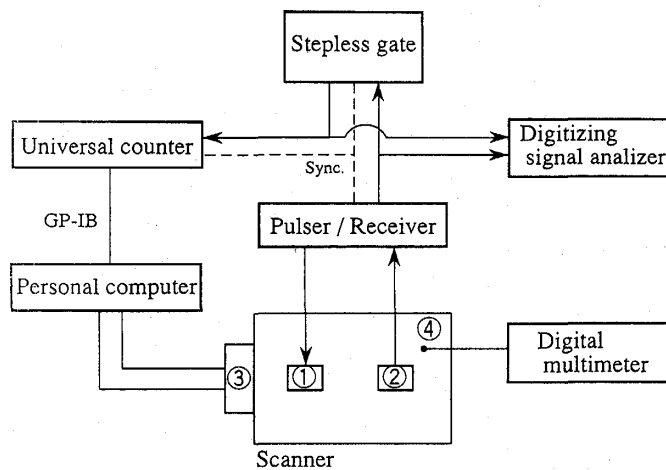 Stepless gate
Universal counter
Digitizing
signal analizer
Sync.
GP-IB
Pulser / Receiver
Personal computer
④
Digital
multimeter
③
①
②
Scanner